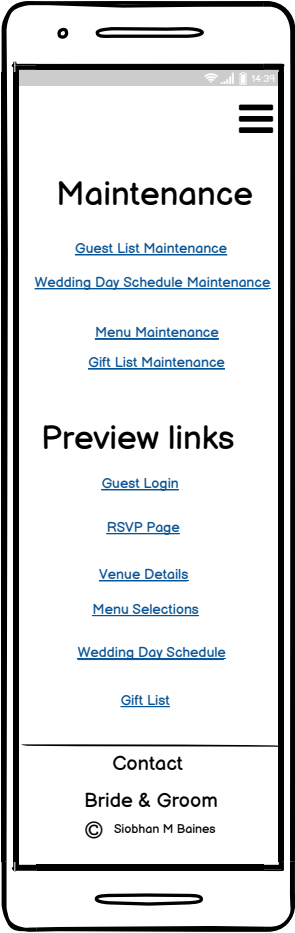 14:39
Maintenance
Guest List Maintenance
Wedding Day Schedule Maintenance
Menu Maintenance
Gift List Maintenance
Preview links
Guest Login
RSVP Page
Venue Details
Menu Selections
Wedding Day Schedule
Gift List
Contact
Bride & Groom
© Siobhan M Baines